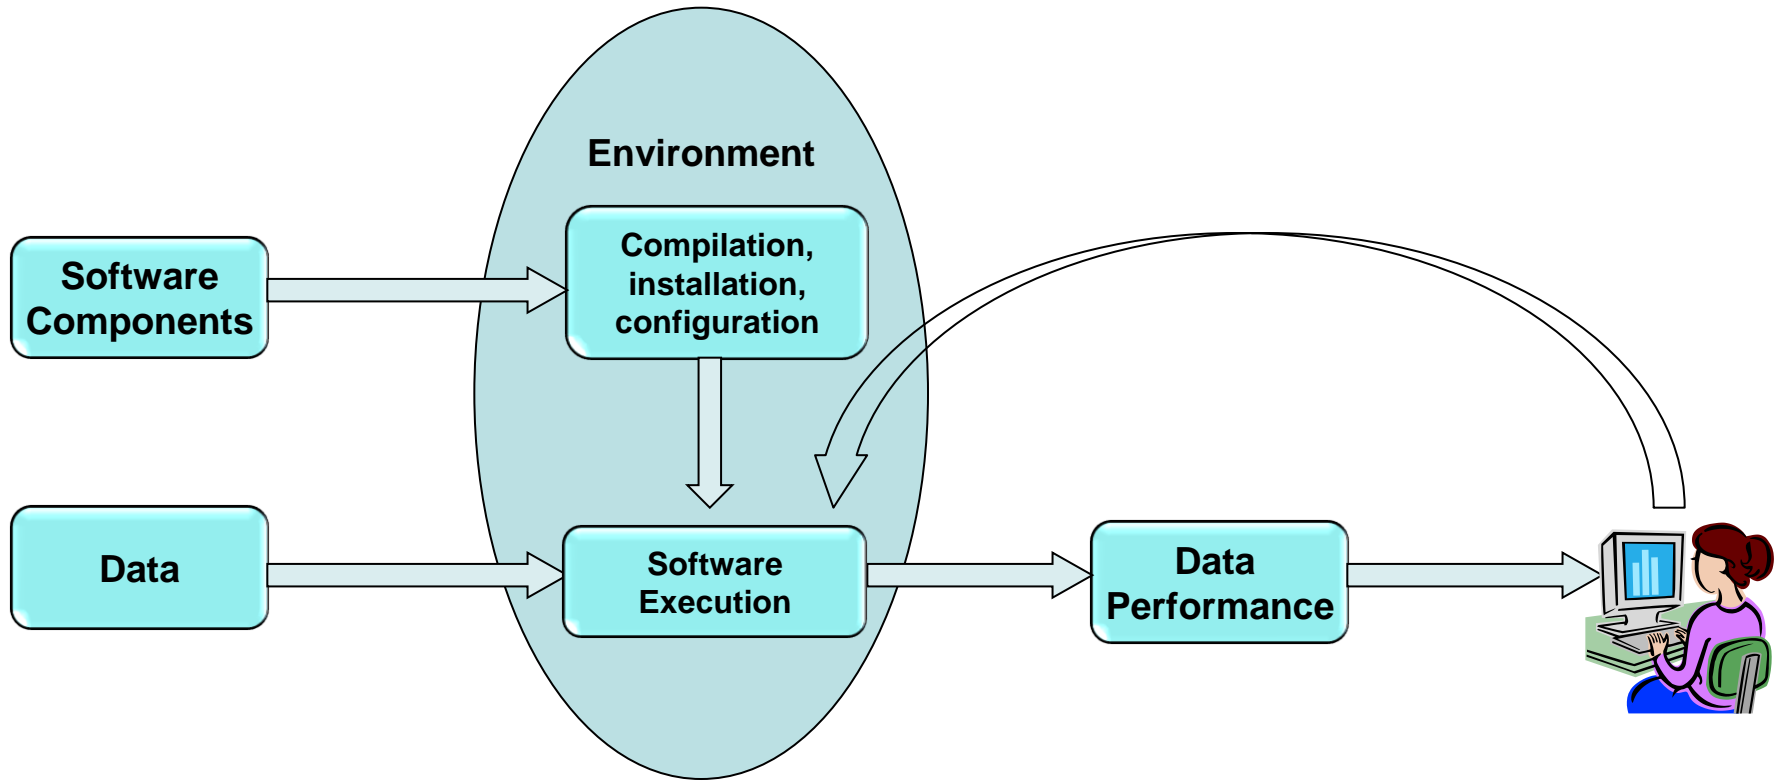 Environment
Compilation,
installation,
configuration
Software
Components
Data
Software
Execution
Data
Performance